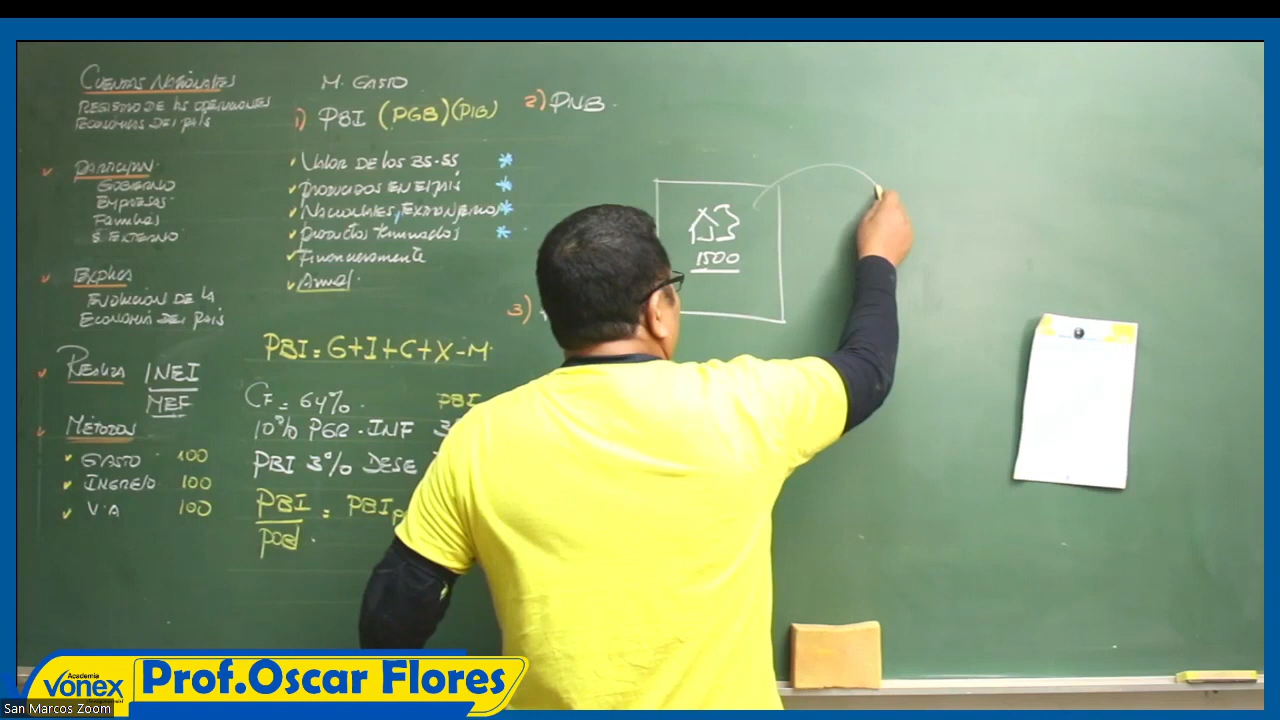 CUENTAS NACIONALES
REGISTRO DE LAS OPERACIONES
ECONÓMICAS DEL PAÍS
PARTICIPAN
GOBIERNO
EMPRESAS
Familias
S. EXTERNO
Explica
EVOLUCIÓN DE LA
ECONOMÍA DEL PAÍS
Realiza INEI
MEF
MÉTODOS
GASTO 100
INGRESO 100
V.A 100
M. GASTO
1) PBI (PGB)(PIB)
Valor DE los BS-SS *
PRODUCIDOS EN El país *
Nacionales, Extranjeros *
productos terminados *
Financieramente
Anual
PBI = G+I+C+X-M
CF = 64%.
10% PER. INF
PBI 3% DESE
PBI
PBI
pob.
= PBI
2) PNB.
1500
3)
Academia
Vonex
Prof.Oscar Flores
San Marcos Zoom